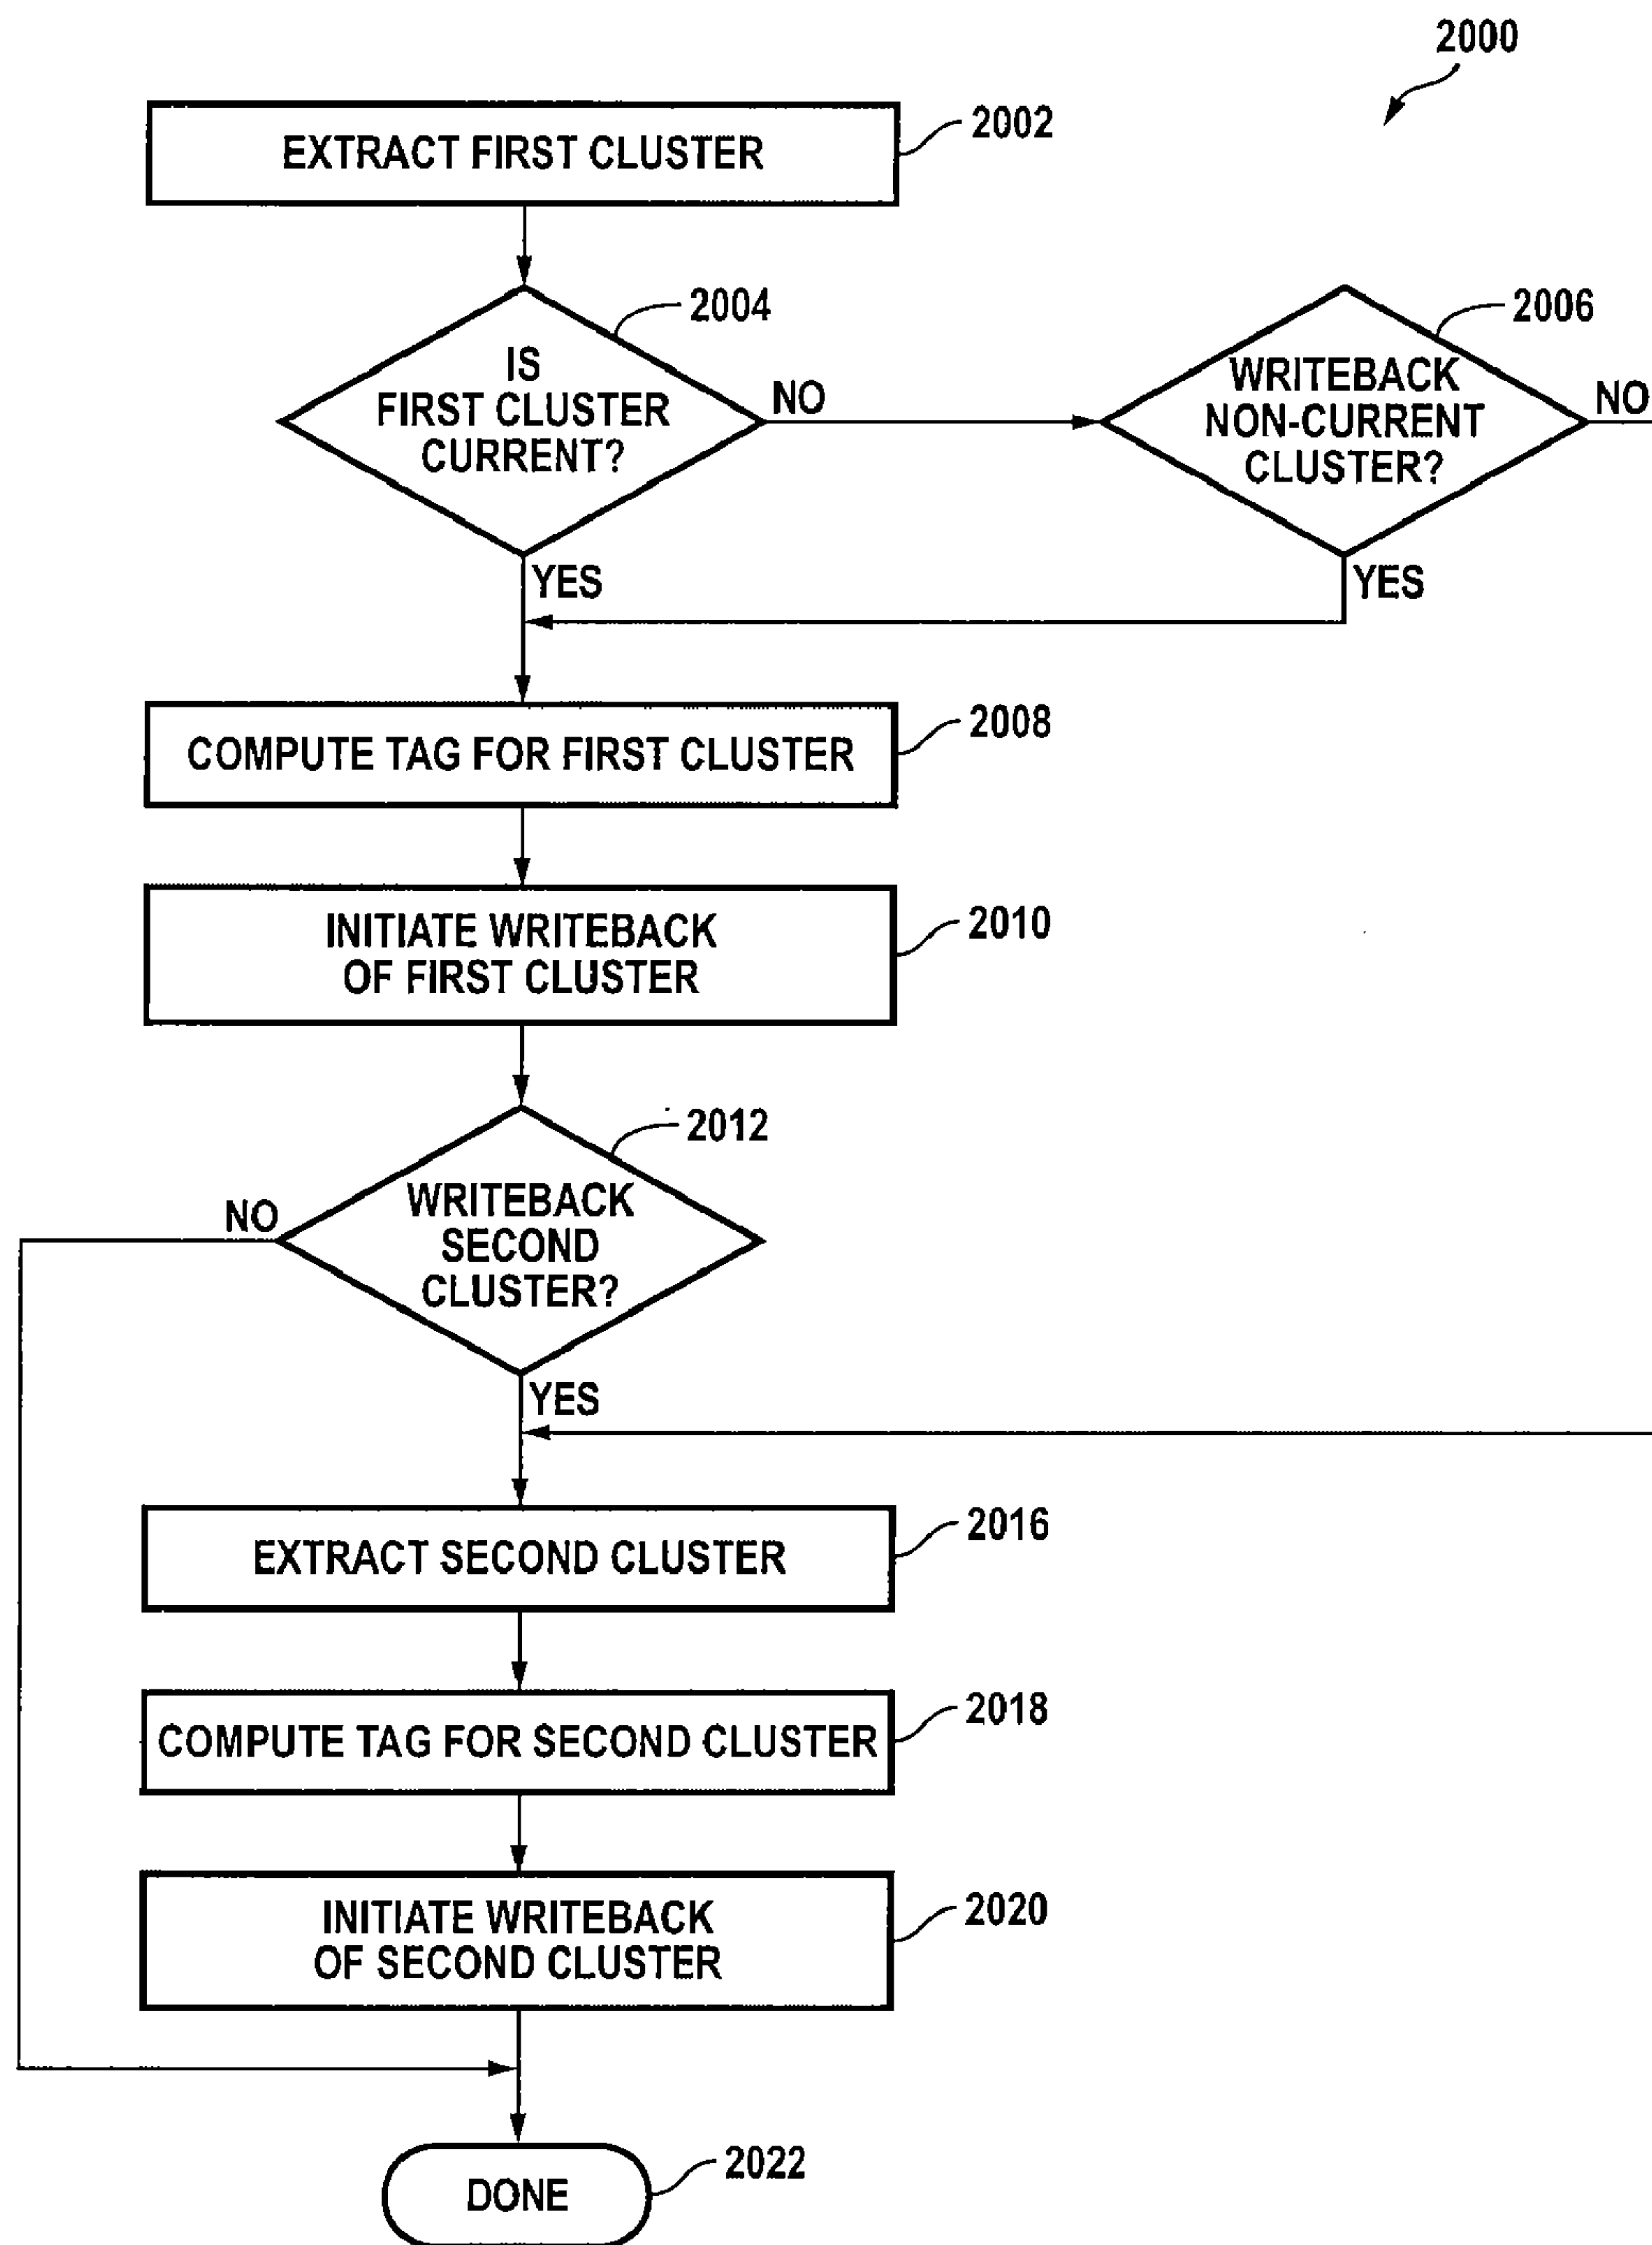 2000
EXTRACT FIRST CLUSTER
2002
IS
FIRST CLUSTER
CURRENT?
2004
NO
YES
WRITEBACK
NON-CURRENT
CLUSTER?
2006
NO
YES
COMPUTE TAG FOR FIRST CLUSTER
2008
INITIATE WRITEBACK
OF FIRST CLUSTER
2010
WRITEBACK
SECOND
CLUSTER?
2012
NO
YES
EXTRACT SECOND CLUSTER
2016
COMPUTE TAG FOR SECOND CLUSTER
2018
INITIATE WRITEBACK
OF SECOND CLUSTER
2020
DONE
2022